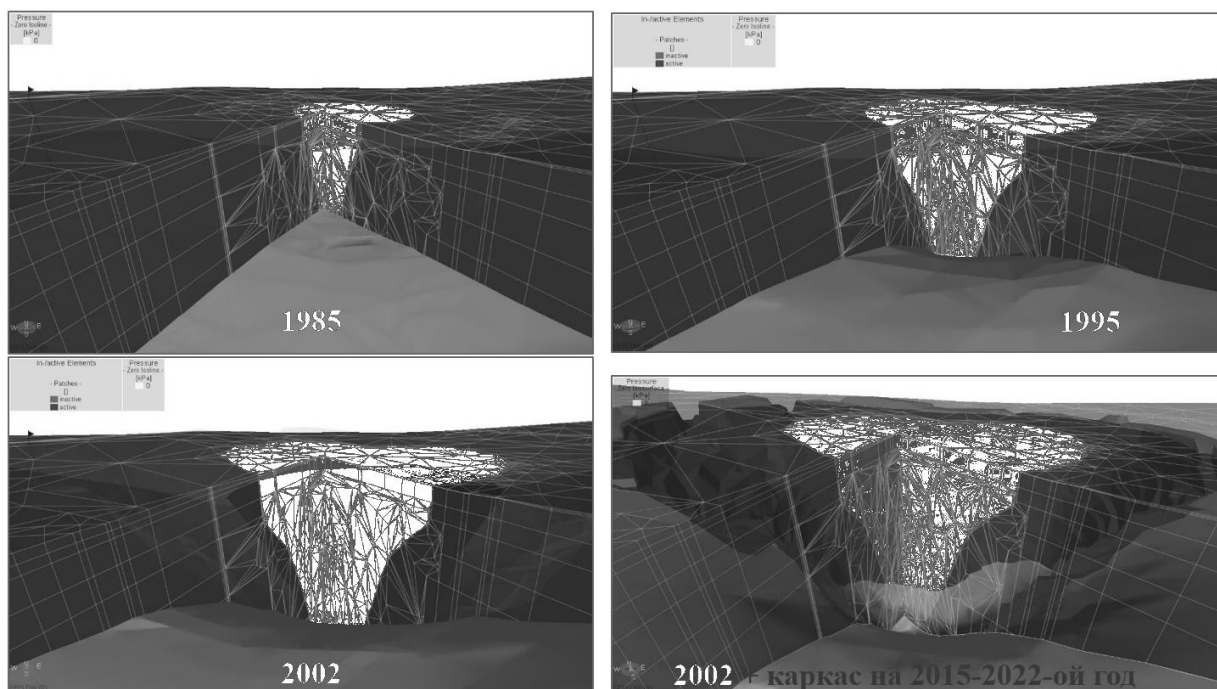 Pressure
- Zero Isoline -
[kPa]
0
1985
In-/active Elements
- Patches -
[]
inactive
active
Pressure
- Zero Isoline -
[kPa]
0
1995
In-/active Elements
- Patches -
[]
inactive
active
Pressure
- Zero Isoline -
[kPa]
0
2002
Pressure
- Zero Isosurface -
[kPa]
2002 + каркас на 2015-2022-ой год